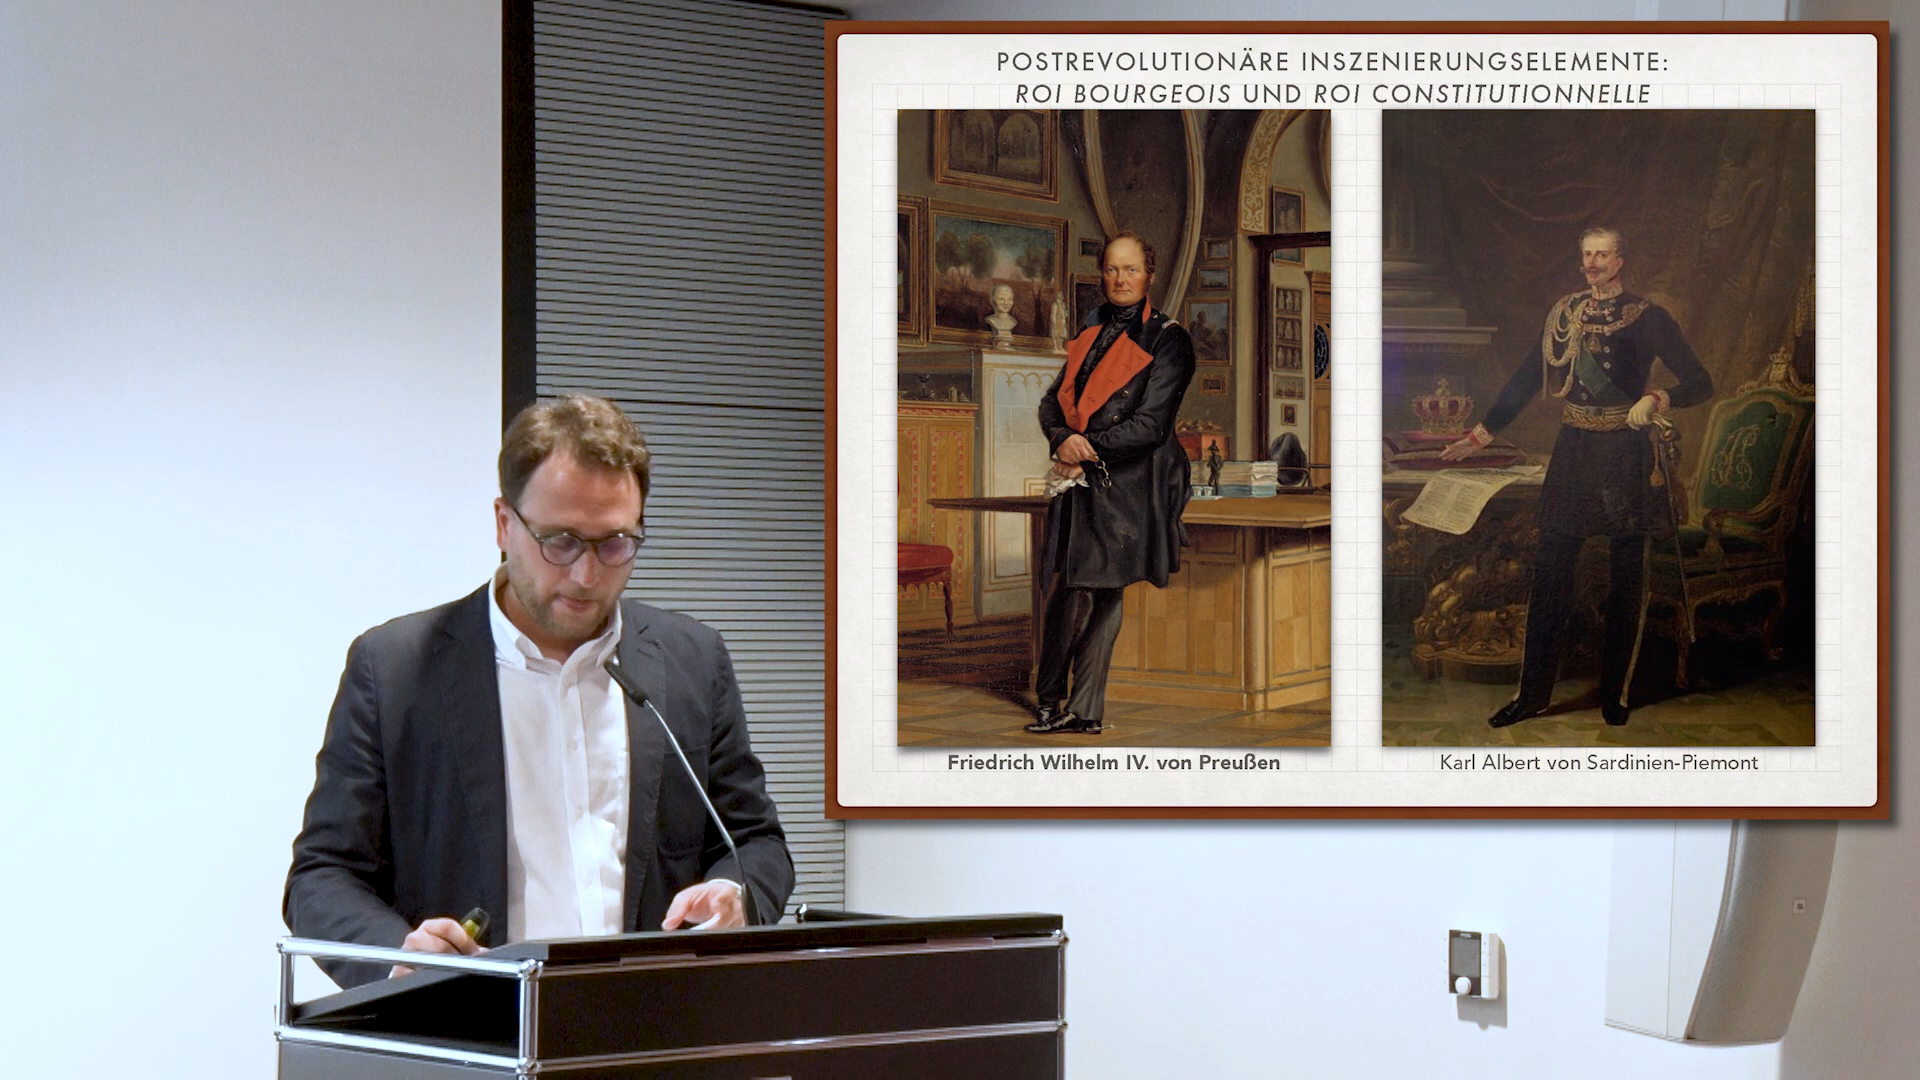 POSTREVOLUTIONÄRE INSZENIERUNGSELEMENTE:
ROI BOURGEOIS UND ROI CONSTITUTIONNELLE
Friedrich Wilhelm IV. von Preußen
Karl Albert von Sardinien-Piemont